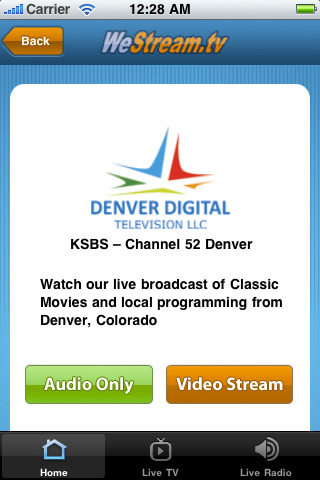 Carrier 12:28 AM
Back WeStream.tv
DENVER DIGITAL
TELEVISION LLC
KSBS – Channel 52 Denver
Watch our live broadcast of Classic
Movies and local programming from
Denver, Colorado
Audio Only Video Stream
Home Live TV Live Radio